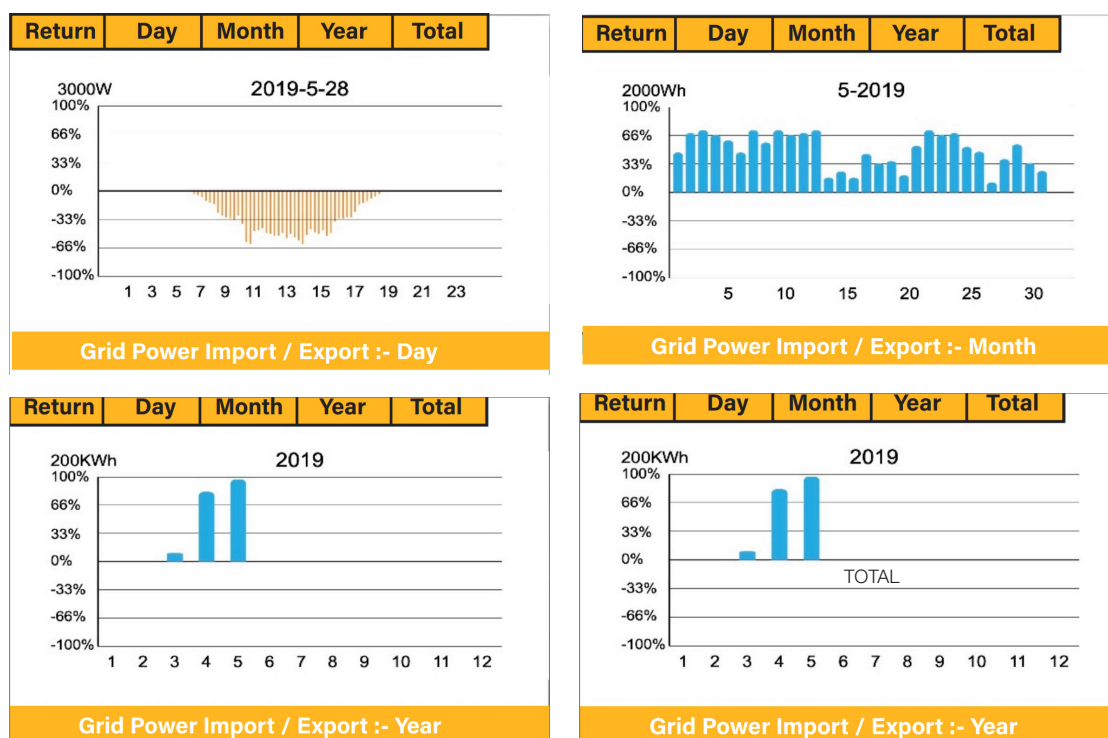 Return Day Month Year Total
3000W 2019-5-28
100%
66%
33%
0%
-33%
-66%
-100%
1 3 5 7 9 11 13 15 17 19 21 23
Grid Power Import / Export :- Day
Return Day Month Year Total
2000Wh 5-2019
100%
66%
33%
0%
-33%
-66%
-100%
5 10 15 20 25 30
Grid Power Import / Export :- Month
Return Day Month Year Total
200KWh 2019
100%
66%
33%
0%
-33%
-66%
-100%
1 2 3 4 5 6 7 8 9 10 11 12
Grid Power Import / Export :- Year
Return Day Month Year Total
200KWh 2019
100%
66%
33%
0%
TOTAL
-33%
-66%
-100%
1 2 3 4 5 6 7 8 9 10 11 12
Grid Power Import / Export :- Year